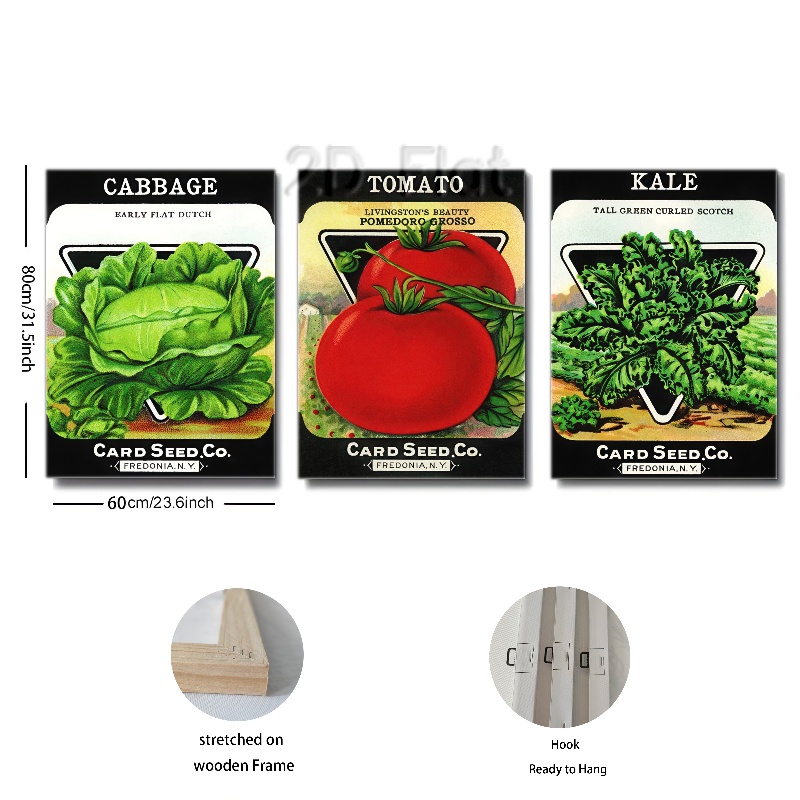 2D Flat
CABBAGE
EARLY FLAT DUTCH
CARD SEED.CO.
FREDONIA, N.Y.
TOMATO
LIVINGSTON'S BEAUTY
POMEDORO GROSSO
CARD SEED.CO.
FREDONIA, N.Y.
KALE
TALL GREEN CURLED SCOTCH
CARD SEED.CO.
FREDONIA, N.Y.
80cm/31.5inch
60cm/23.6inch
stretched on
wooden Frame
Hook
Ready to Hang